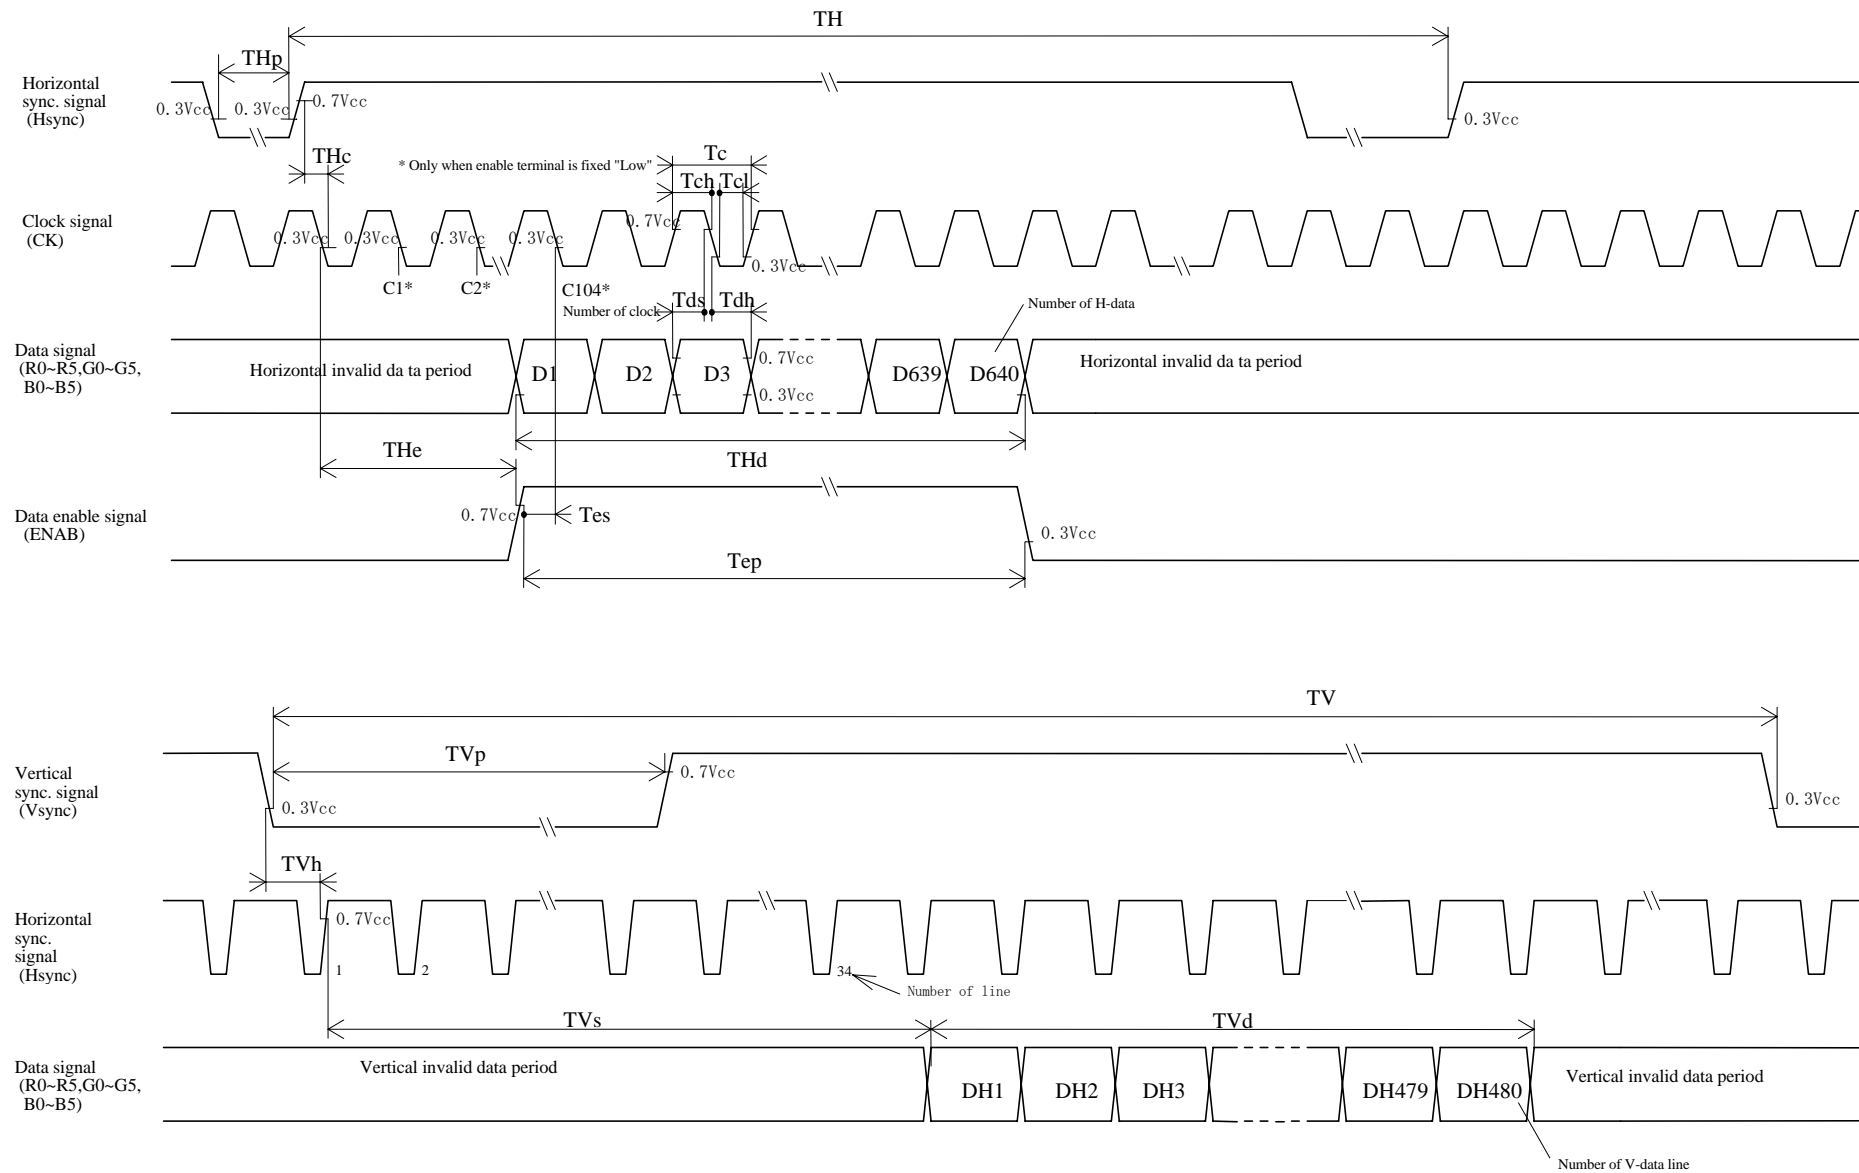 TH
THp
Horizontal
sync. signal
(Hsync)
0.3Vcc
0.3Vcc
0.7Vcc
0.3Vcc
THc
* Only when enable terminal is fixed "Low"
Tc
Tch
Tcl
Clock signal
(CK)
0.3Vcc
0.3Vcc
0.3Vcc
0.3Vcc
0.7Vcc
0.3Vcc
C1*
C2*
C104*
Number of clock
Tds
Tdh
Number of H-data
Data signal
(R0~R5,G0~G5,
B0~B5)
Horizontal invalid da ta period
D1
D2
D3
0.7Vcc
0.3Vcc
D639
D640
Horizontal invalid da ta period
THe
THd
Data enable signal
(ENAB)
0.7Vcc
Tes
0.3Vcc
Tep
TV
TVp
Vertical
sync. signal
(Vsync)
0.3Vcc
0.7Vcc
0.3Vcc
TVh
Horizontal
sync.
signal
(Hsync)
0.7Vcc
1
2
34
Number of line
TVs
TVd
Data signal
(R0~R5,G0~G5,
B0~B5)
Vertical invalid data period
DH1
DH2
DH3
DH479
DH480
Vertical invalid data period
Number of V-data line